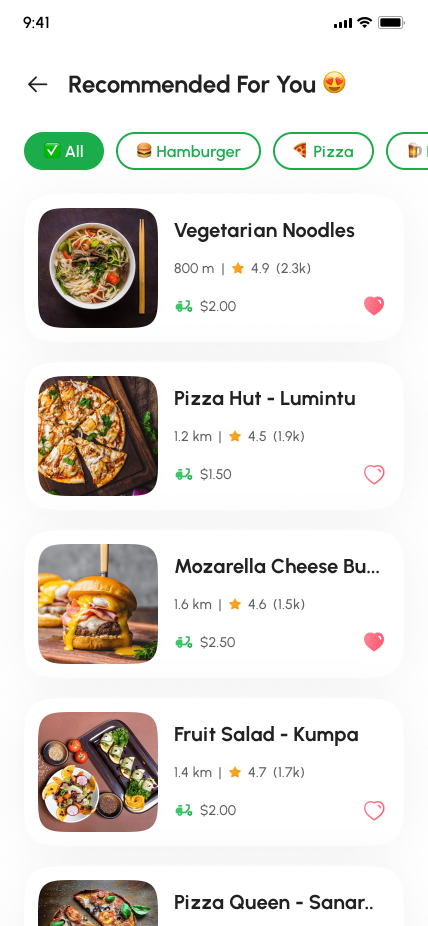 9:41
Recommended For You 😍
✅ All
🍔 Hamburger
🍕 Pizza
Vegetarian Noodles
800 m | ★ 4.9 (2.3k)
$2.00
Pizza Hut - Lumintu
1.2 km | ★ 4.5 (1.9k)
$1.50
Mozarella Cheese Bu...
1.6 km | ★ 4.6 (1.5k)
$2.50
Fruit Salad - Kumpa
1.4 km | ★ 4.7 (1.7k)
$2.00
Pizza Queen - Sanar..